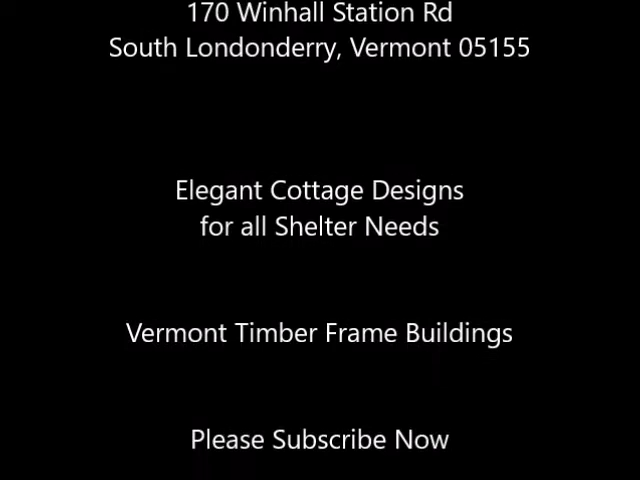 170 Winhall Station Rd
South Londonderry, Vermont 05155
Elegant Cottage Designs
for all Shelter Needs
Vermont Timber Frame Buildings
Please Subscribe Now